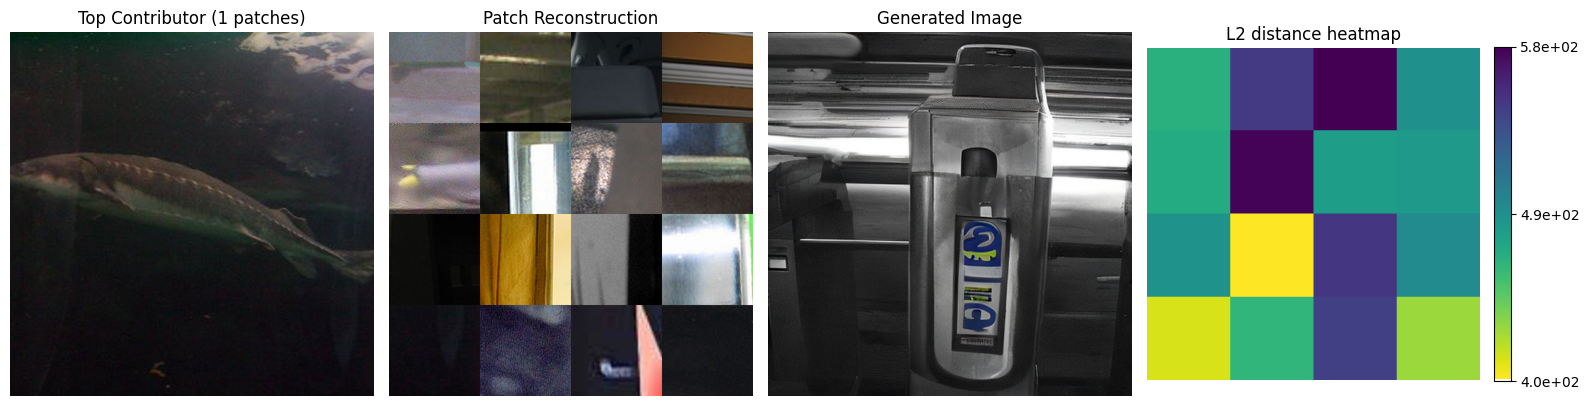 Top Contributor (1 patches)
Patch Reconstruction
Generated Image
L2 distance heatmap
5.8e+02
4.9e+02
4.0e+02